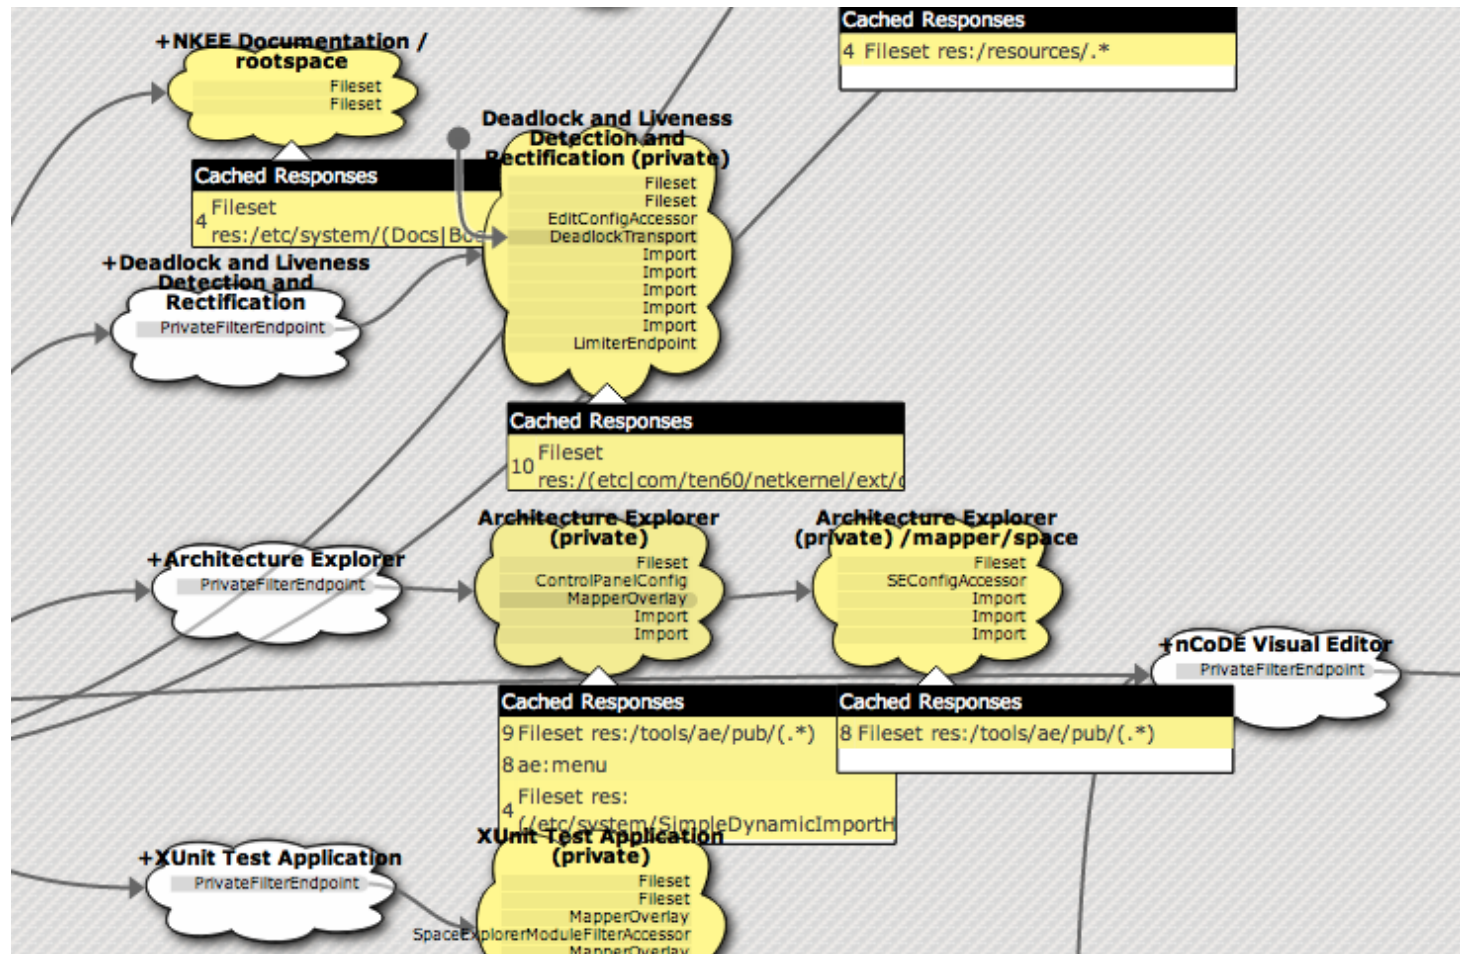 Cached Responses
4 Fileset res:/resources/.*
+NKEE Documentation /
rootspace
Fileset
Fileset
Cached Responses
Fileset
4
res:/etc/system/(Docs|Bo
Deadlock and Liveness
Detection and
Rectification (private)
Fileset
Fileset
EditConfigAccessor
DeadlockTransport
Import
Import
Import
Import
Import
LimiterEndpoint
Cached Responses
Fileset
10
res:/(etc|com/ten60/netkernel/ext/
+Deadlock and Liveness
Detection and
Rectification
PrivateFilterEndpoint
+Architecture Explorer
PrivateFilterEndpoint
Architecture Explorer
(private)
Fileset
ControlPanelConfig
MapperOverlay
Import
Import
Cached Responses
9 Fileset res:/tools/ae/pub/(.*)
8 ae:menu
Fileset res:
4
(/etc/system/SimpleDynamicImportH
Architecture Explorer
(private) /mapper/space
Fileset
SEConfigAccessor
Import
Import
Import
Cached Responses
8 Fileset res:/tools/ae/pub/(.*)
+nCoDE Visual Editor
PrivateFilterEndpoint
+XUnit Test Application
PrivateFilterEndpoint
XUnit Test Application
(private)
Fileset
Fileset
MapperOverlay
SpaceExplorerModuleFilterAccessor
MapperOverlay